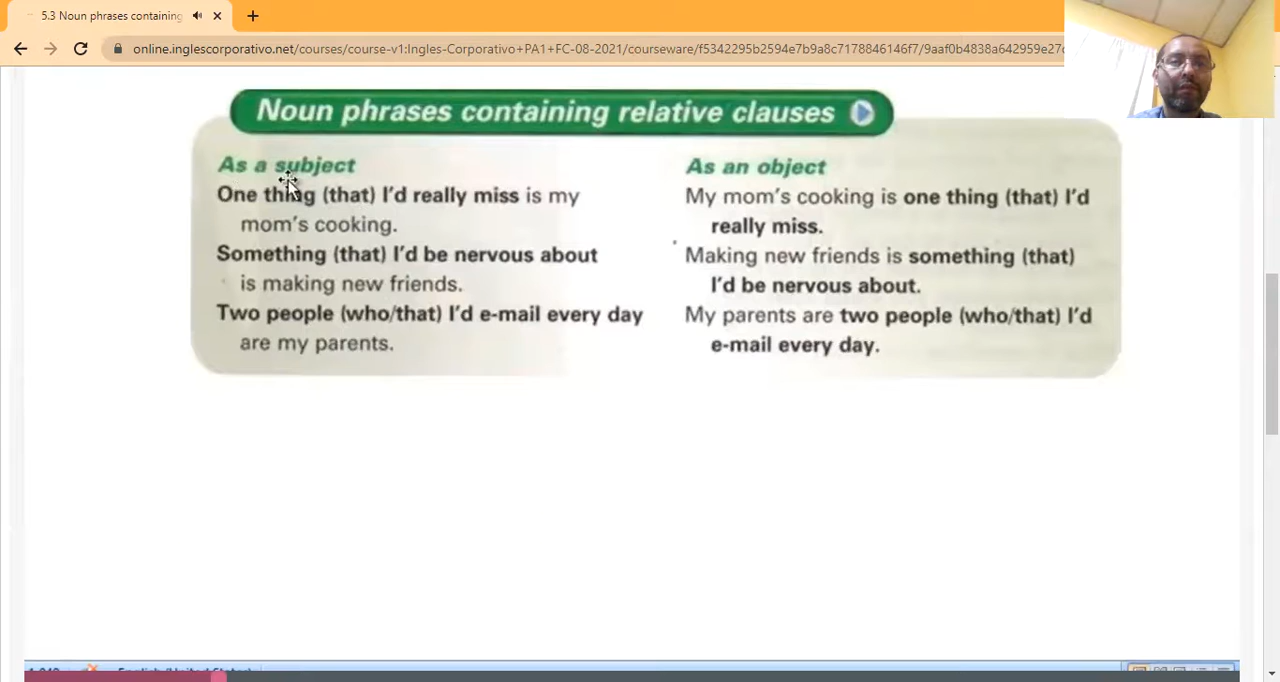 5.3 Noun phrases containing
online.inglescorporativo.net/courses/course-v1:Ingles-Corporativo+PA1+FC-08-2021/courseware/f5342295b2594e7b9a8c7178846146f7/9aaf0b4838a642959e27
Noun phrases containing relative clauses
As a subject
One thing (that) I'd really miss is my
mom's cooking.
Something (that) I'd be nervous about
is making new friends.
Two people (who/that) I'd e-mail every day
are my parents.
As an object
My mom's cooking is one thing (that) I'd
really miss.
Making new friends is something (that)
I'd be nervous about.
My parents are two people (who/that) I'd
e-mail every day.
English (United States)